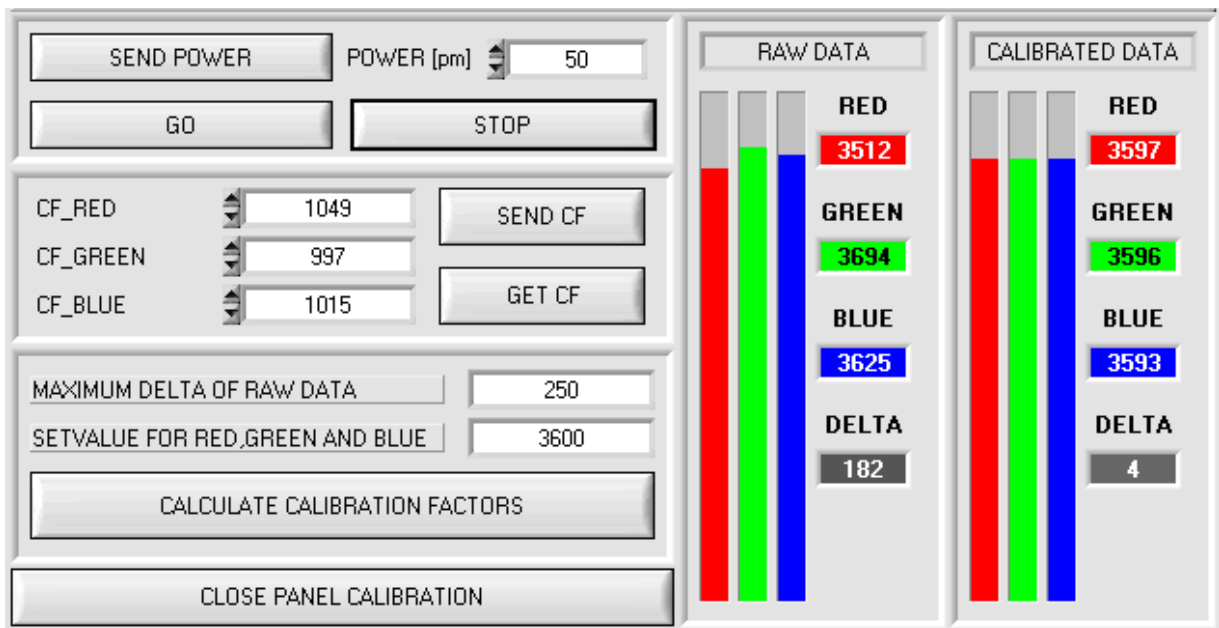 SEND POWER
POWER [pm]
50
GO
STOP
CF_RED
1049
SEND CF
CF_GREEN
997
CF_BLUE
1015
GET CF
MAXIMUM DELTA OF RAW DATA
250
SETVALUE FOR RED,GREEN AND BLUE
3600
CALCULATE CALIBRATION FACTORS
CLOSE PANEL CALIBRATION
RAW DATA
RED
3512
GREEN
3694
BLUE
3625
DELTA
182
CALIBRATED DATA
RED
3597
GREEN
3596
BLUE
3593
DELTA
4